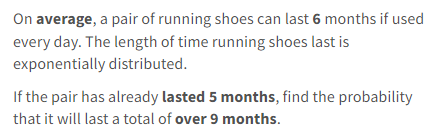 On average, a pair of running shoes can last 6 months if used
every day. The length of time running shoes last is
exponentially distributed.
If the pair has already lasted 5 months, find the probability
that it will last a total of over 9 months.